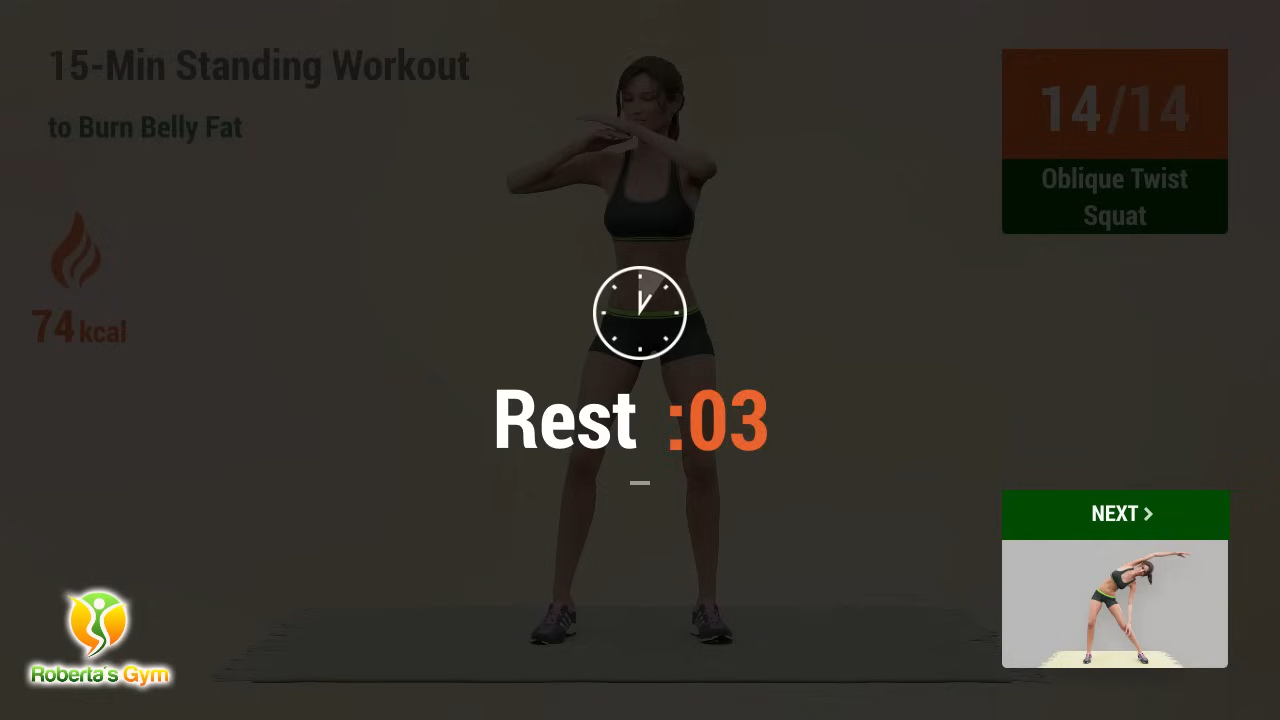 15-Min Standing Workout
to Burn Belly Fat
14/14
Oblique Twist
Squat
74 kcal
Rest :03
NEXT >
Roberta's Gym